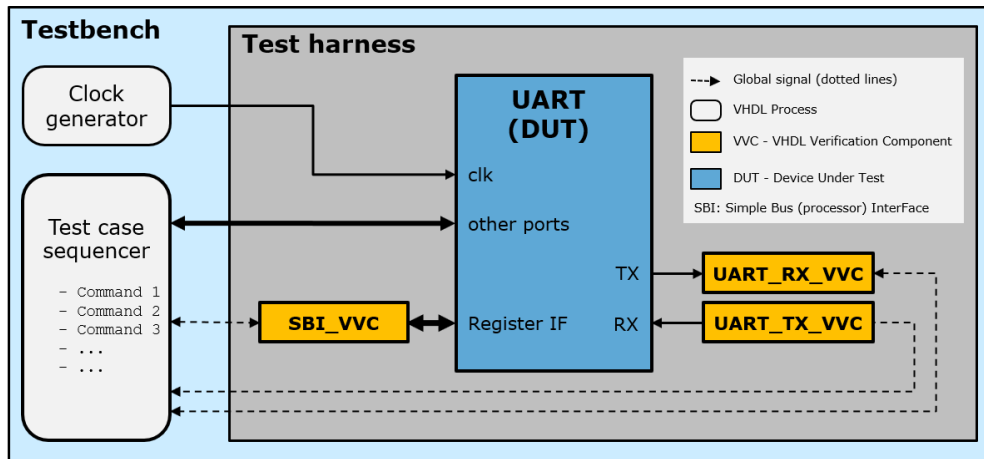 Testbench
Test harness
Clock
generator
UART
(DUT)
Global signal (dotted lines)
VHDL Process
VVC - VHDL Verification Component
DUT - Device Under Test
SBI: Simple Bus (processor) InterFace
clk
Test case
sequencer
- Command 1
- Command 2
- Command 3
- ...
- ...
other ports
TX
UART_RX_VVC
SBI_VVC
Register IF
RX
UART_TX_VVC